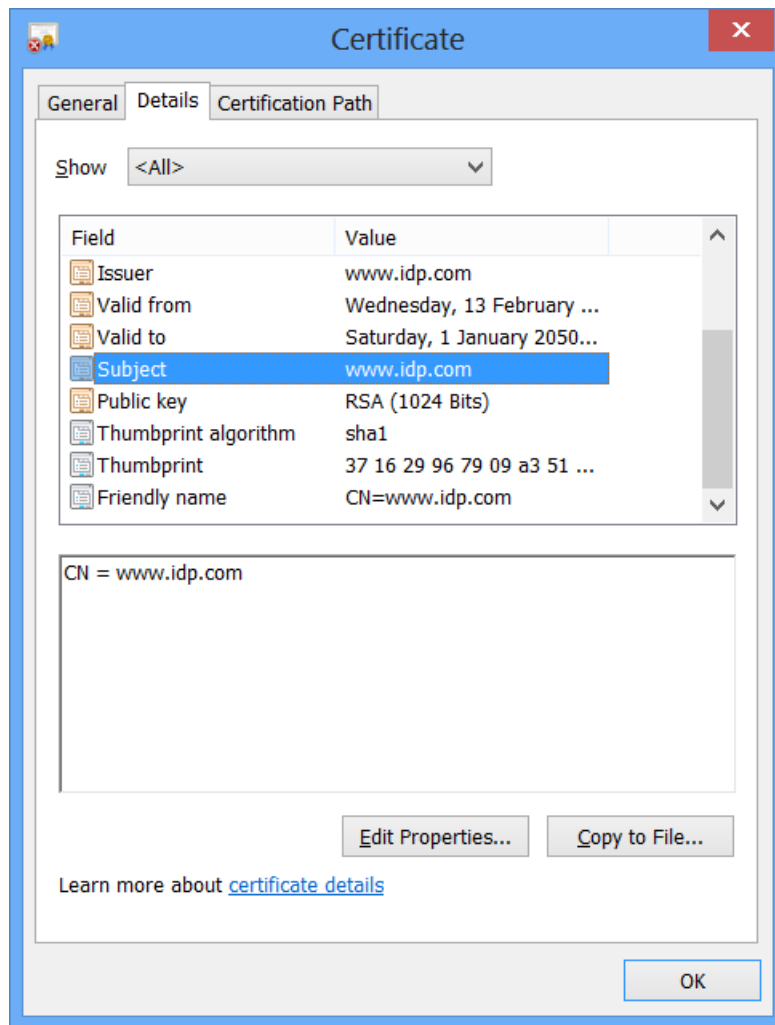 Certificate
General Details Certification Path
Show <All>
Field Value
Issuer www.idp.com
Valid from Wednesday, 13 February ...
Valid to Saturday, 1 January 2050...
Subject www.idp.com
Public key RSA (1024 Bits)
Thumbprint algorithm sha1
Thumbprint 37 16 29 96 79 09 a3 51 ...
Friendly name CN=www.idp.com
CN = www.idp.com
Edit Properties... Copy to File...
Learn more about certificate details
OK